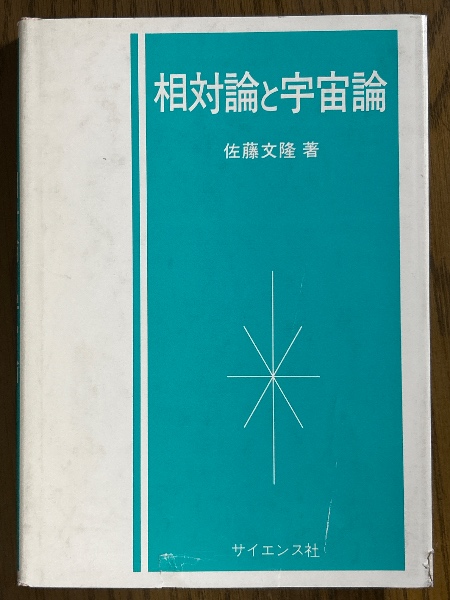 相対論と宇宙論
佐藤文隆 著
サイエンス社